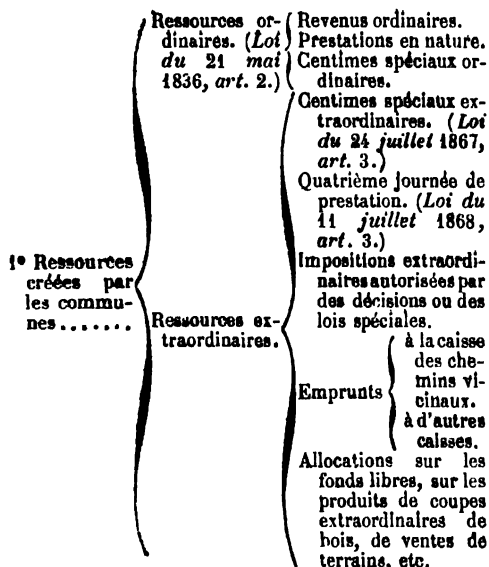 1º Ressources
créées par
les commu-
nes.......
Ressources or-
dinaires. (Loi
du 21 mai
1836, art. 2.)
Revenus ordinaires.
Prestations en nature.
Centimes spéciaux or-
dinaires.
Ressources ex-
traordinaires.
Centimes spéciaux ex-
traordinaires. (Loi
du 24 juillet 1867,
art. 3.)
Quatrième journée de
prestation. (Loi du
11 juillet 1868,
art. 3.)
Impositions extraordi-
naires autorisées par
des décisions ou des
lois spéciales.
Emprunts
à la caisse
des che-
mins vi-
cinaux.
à d'autres
caisses.
Allocations sur les
fonds libres, sur les
produits de coupes
extraordinaires de
bois, de ventes de
terrains, etc.